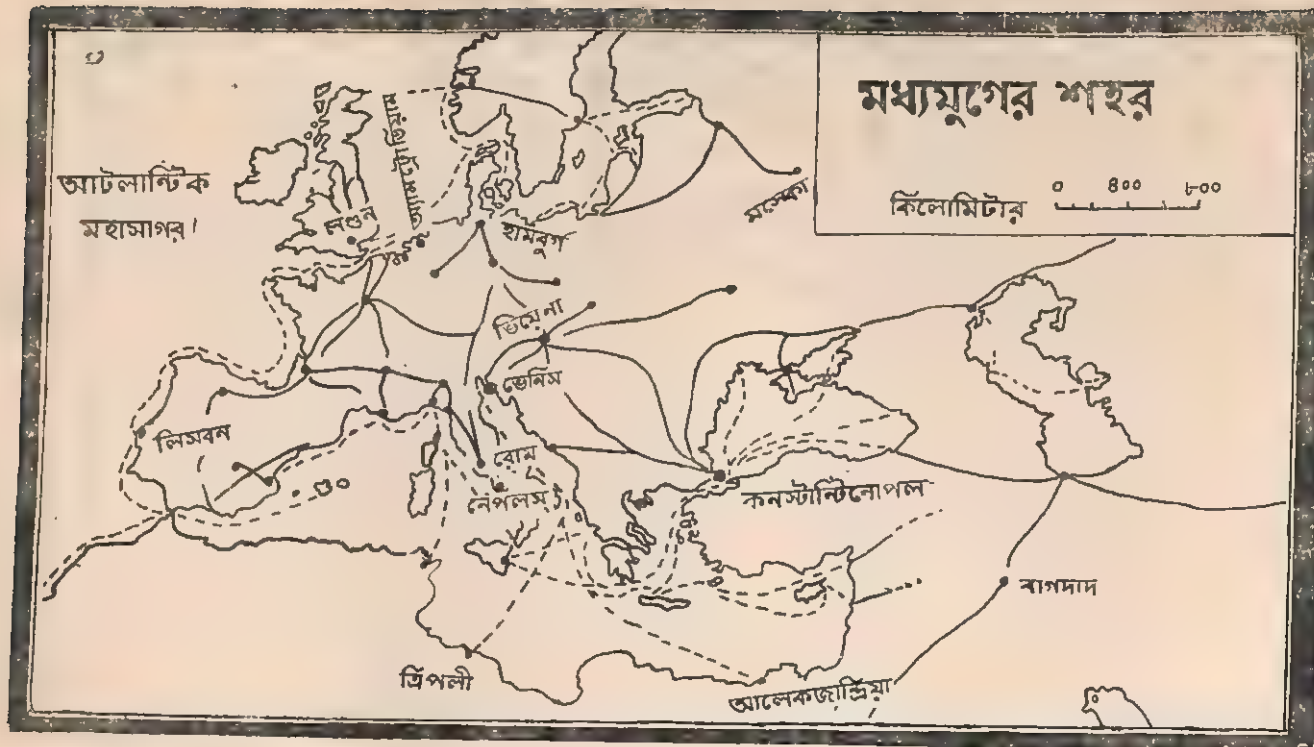 মধ্যযুগের শহর
কিলোমিটার
০ ৪০০ ৮০০
আটলান্টিক
মহাসাগর
আমস্ট্রাডিয়াম
লণ্ডন
হামবুর্গ
মস্কো
ভিয়েনা
ভেনিস
লিসবন
রোম
নেপলস্
কনস্টান্টিনোপল
বাগদাদ
ত্রিপলী
আলেকজান্দ্রিয়া